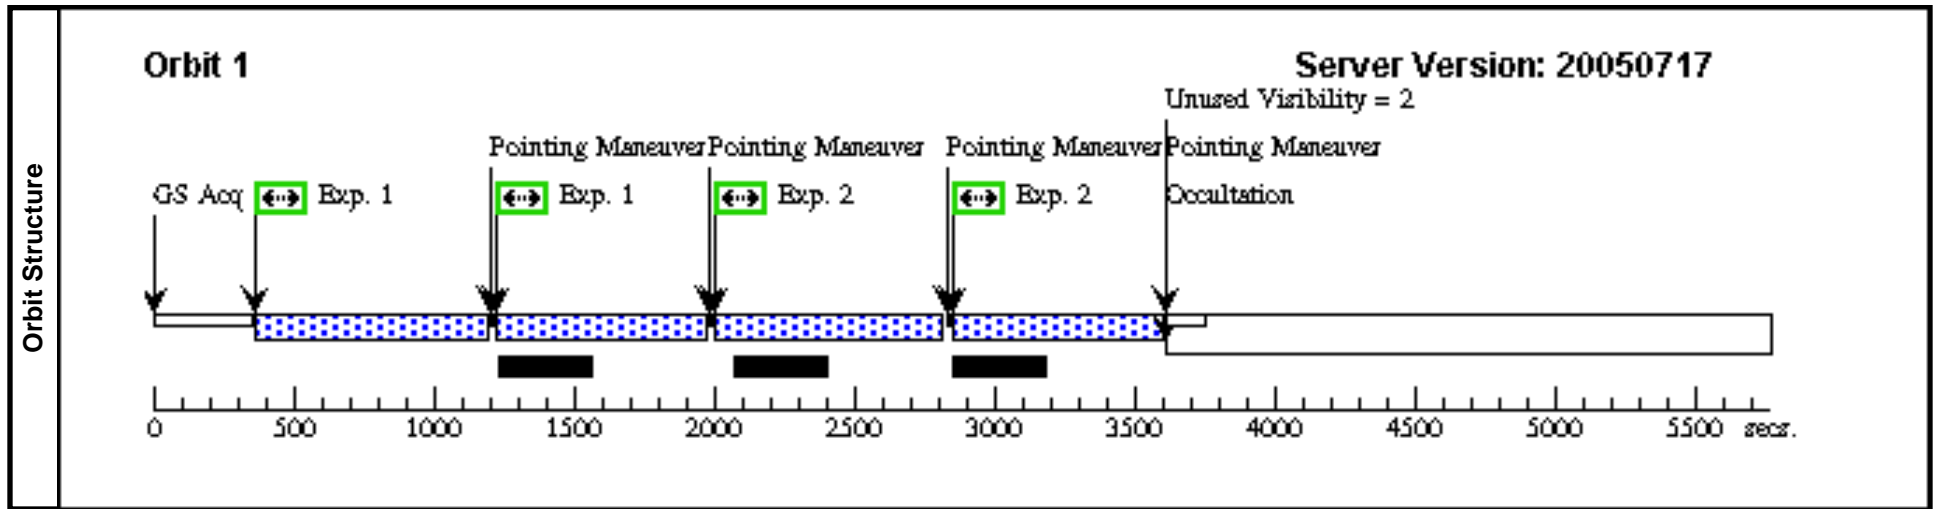 Orbit Structure
Orbit 1
Server Version: 20050717
Unused Visibility = 2
Pointing Maneuver Pointing Maneuver Pointing Maneuver Pointing Maneuver
GS Acq Exp. 1 Exp. 1 Exp. 2 Exp. 2 Occultation
0 500 1000 1500 2000 2500 3000 3500 4000 4500 5000 5500 secs.